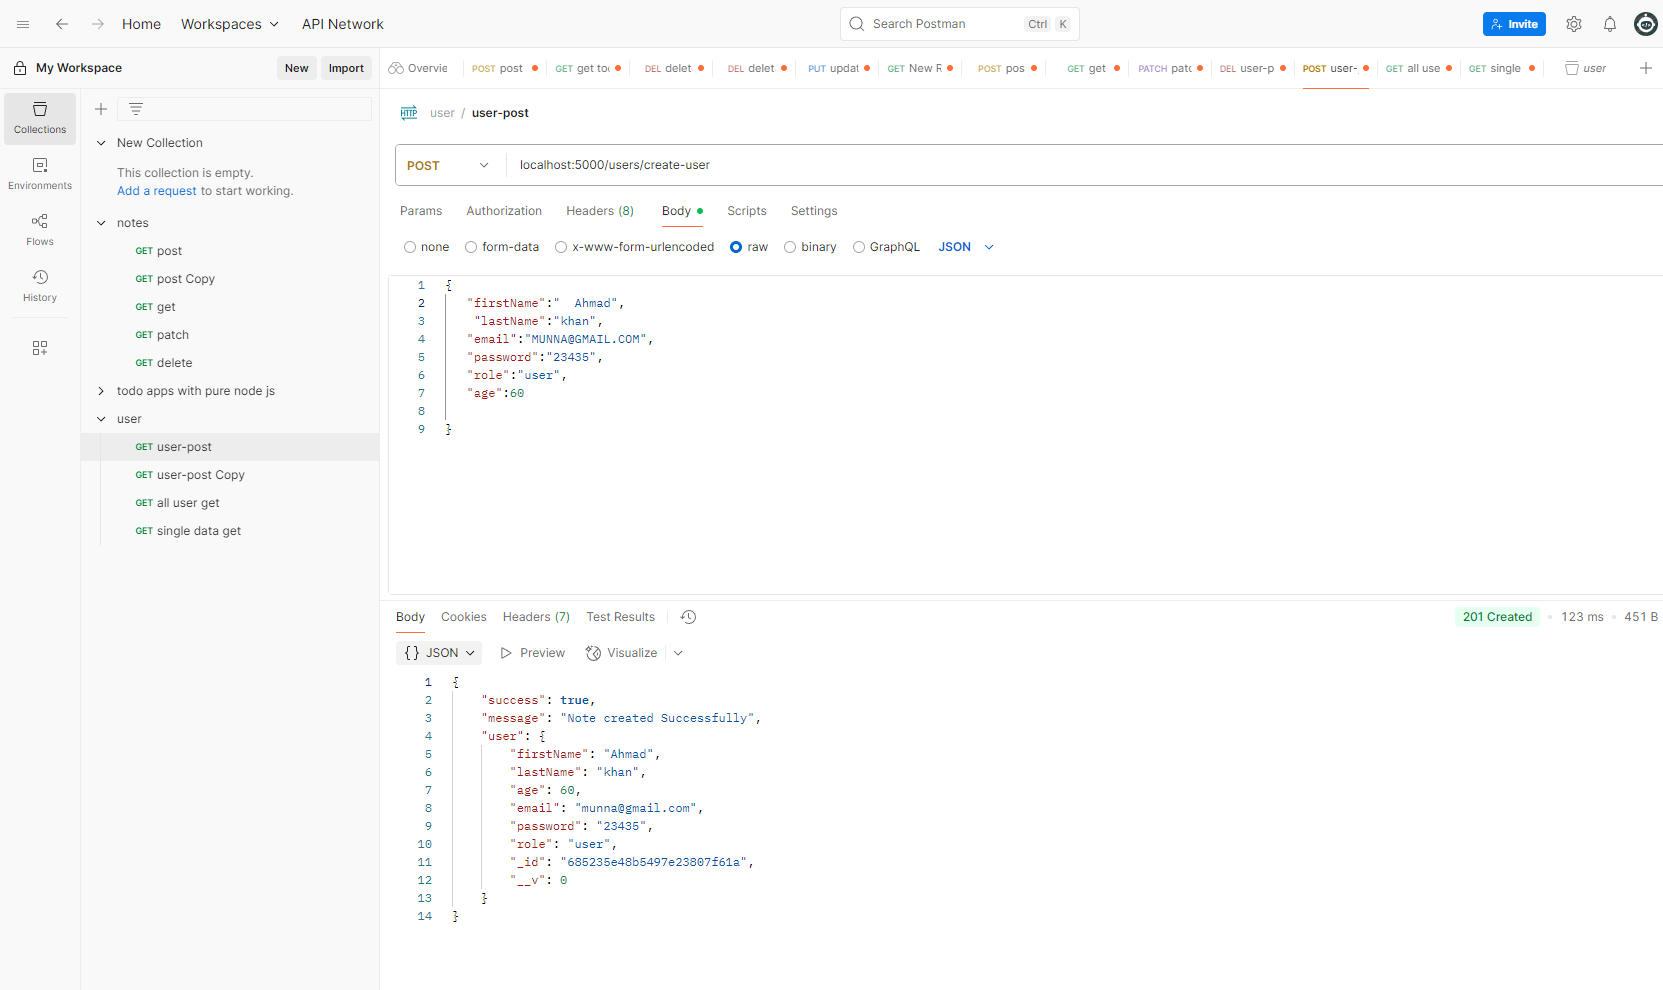 Home Workspaces API Network Search Postman Ctrl K Invite
My Workspace New Import
Overvie POST post GET get to DEL delet DEL delet PUT updat GET New R POST pos GET get PATCH patc DEL user-p POST user- GET all use GET single user
Collections
Environments
Flows
History
New Collection
This collection is empty.
Add a request to start working.
notes
GET post
GET post Copy
GET get
GET patch
GET delete
todo apps with pure node js
user
GET user-post
GET user-post Copy
GET all user get
GET single data get
HTTP user / user-post
POST localhost:5000/users/create-user
Params Authorization Headers (8) Body Scripts Settings
none form-data x-www-form-urlencoded raw binary GraphQL JSON
1 {
2 "firstName":"  Ahmad",
3 "lastName":"khan",
4 "email":"MUNNA@GMAIL.COM",
5 "password":"23435",
6 "role":"user",
7 "age":60
8
9 }
Body Cookies Headers (7) Test Results 201 Created 123 ms 451 B
{} JSON Preview Visualize
1 {
2 "success": true,
3 "message": "Note created Successfully",
4 "user": {
5 "firstName": "Ahmad",
6 "lastName": "khan",
7 "age": 60,
8 "email": "munna@gmail.com",
9 "password": "23435",
10 "role": "user",
11 "_id": "685235e48b5497e23807f61a",
12 "__v": 0
13 }
14 }